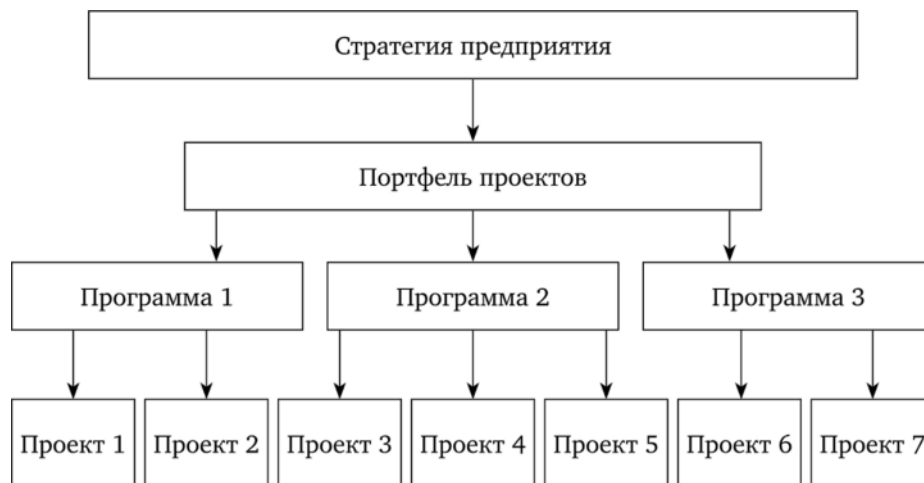 Стратегия предприятия
Портфель проектов
Программа 1
Программа 2
Программа 3
Проект 1
Проект 2
Проект 3
Проект 4
Проект 5
Проект 6
Проект 7